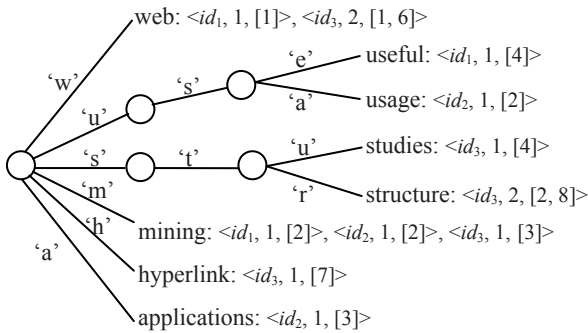 web: <id₁, 1, [1]>, <id₃, 2, [1, 6]>
‘w’
‘e’
useful: <id₁, 1, [4]>
‘s’
‘u’
‘a’
usage: <id₂, 1, [2]>
‘s’
‘t’
‘u’
studies: <id₃, 1, [4]>
‘m’
‘r’
structure: <id₃, 2, [2, 8]>
‘h’
mining: <id₁, 1, [2]>, <id₂, 1, [2]>, <id₃, 1, [3]>
‘a’
hyperlink: <id₃, 1, [7]>
applications: <id₂, 1, [3]>